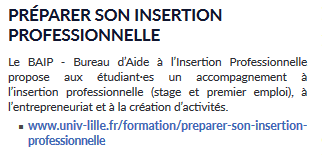 PRÉPARER SON INSERTION
PROFESSIONNELLE
Le BAIP - Bureau d'Aide à l'Insertion Professionnelle
propose aux étudiant·es un accompagnement à
l'insertion professionnelle (stage et premier emploi), à
l'entrepreneuriat et à la création d'activités.
▪ www.univ-lille.fr/formation/preparer-son-insertion-
professionnelle